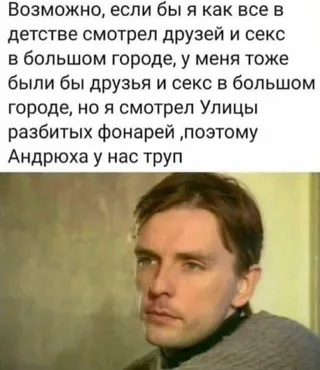 Возможно, если бы я как все в
детстве смотрел друзей и секс
в большом городе, у меня тоже
были бы друзья и секс в большом
городе, но я смотрел Улицы
разбитых фонарей ,поэтому
Андрюха у нас труп